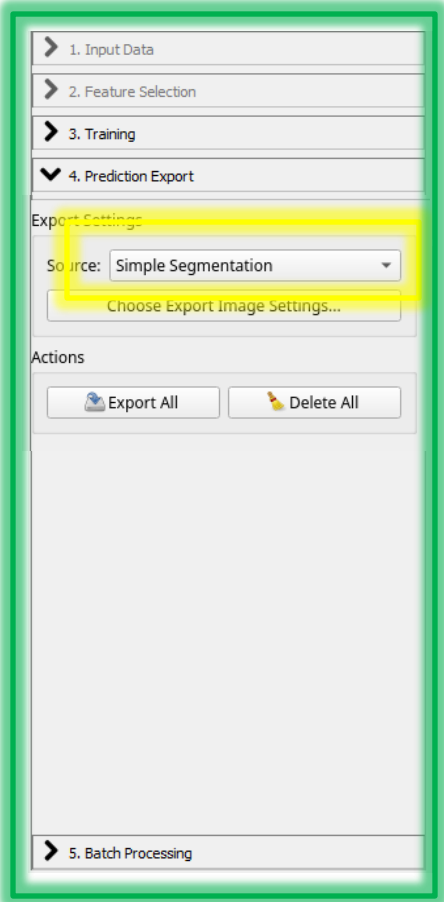 1. Input Data
2. Feature Selection
3. Training
4. Prediction Export
Export Settings
Source: Simple Segmentation
Choose Export Image Settings...
Actions
Export All Delete All
5. Batch Processing